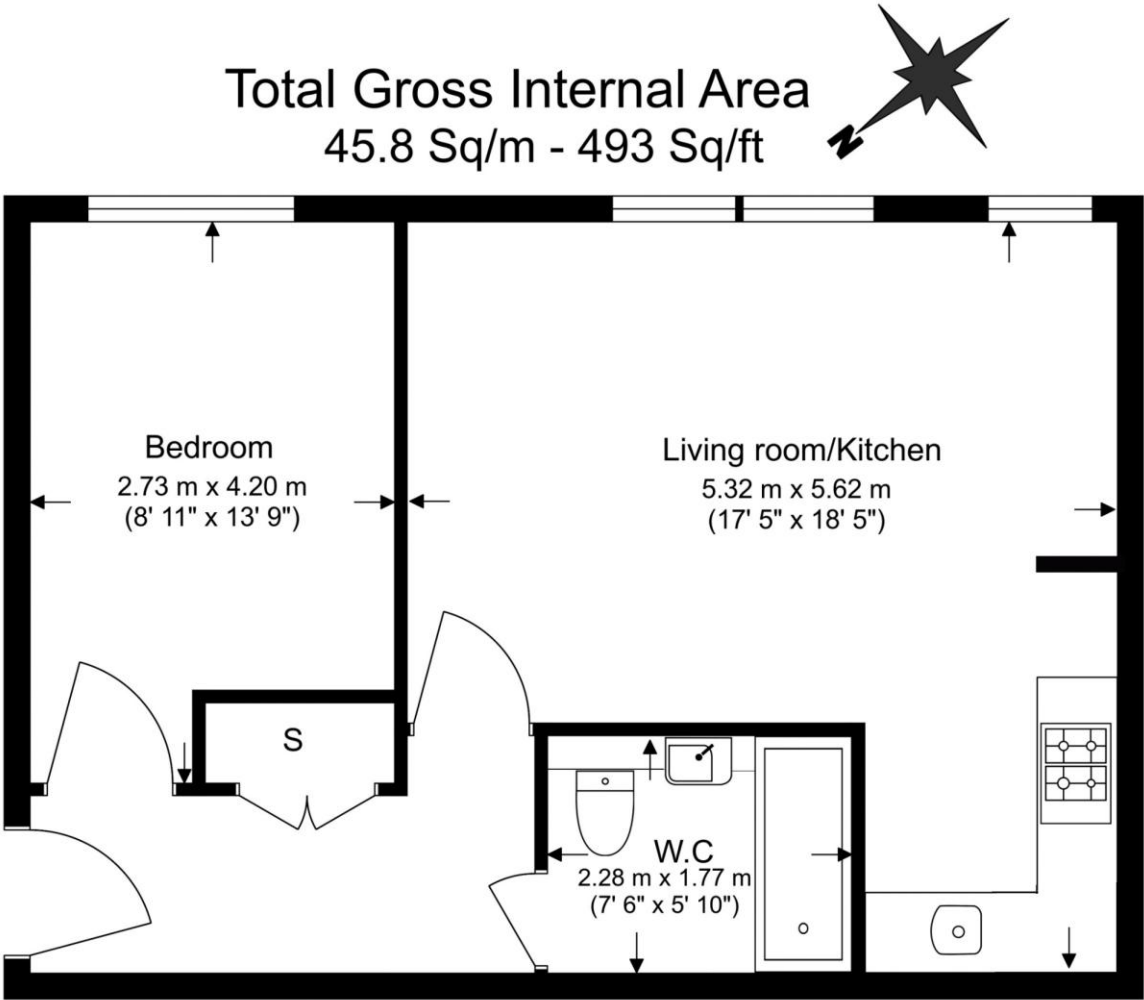 Total Gross Internal Area
45.8 Sq/m - 493 Sq/ft
N
Bedroom
2.73 m x 4.20 m
(8' 11" x 13' 9")
Living room/Kitchen
5.32 m x 5.62 m
(17' 5" x 18' 5")
S
W.C
2.28 m x 1.77 m
(7' 6" x 5' 10")